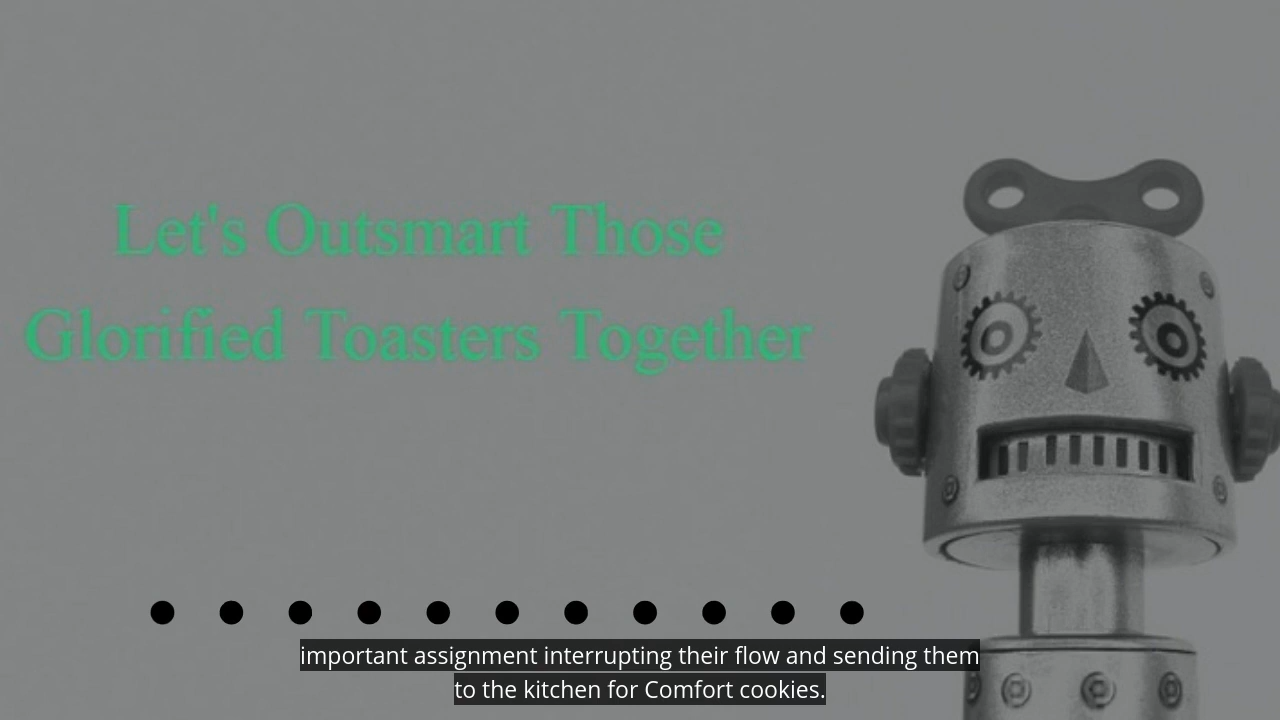 Let's Outsmart Those
Glorified Toasters Together
important assignment interrupting their flow and sending them
to the kitchen for Comfort cookies.